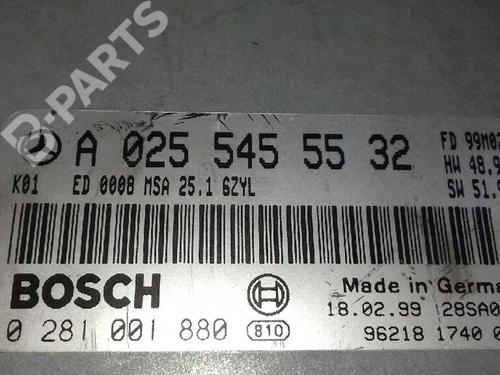 D-PARTS
A 025 545 55 32
FD 99M02
K01 ED 0008 MSA 25.1 6ZYL
HW 48.9
SW 51.
BOSCH
Made in Germa
18.02.99 28SA0
0 281 001 880 810
96218 1740 0